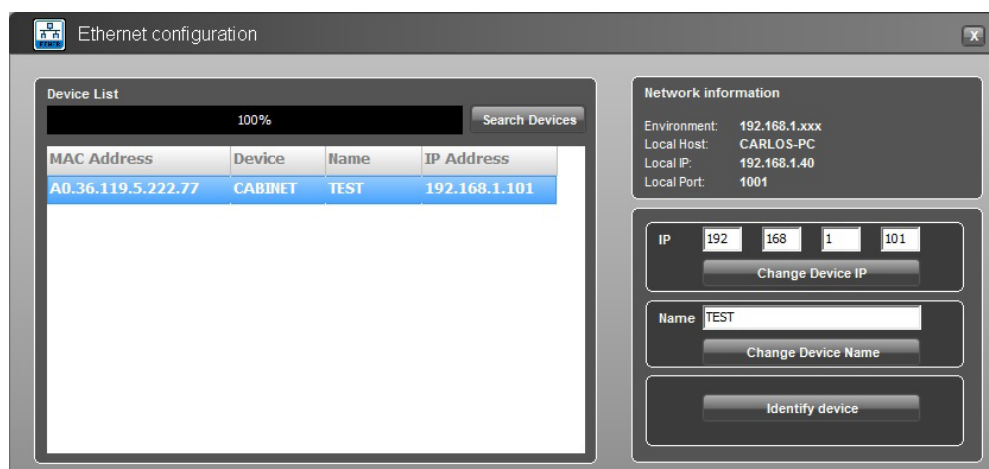 Ethernet configuration
X
Device List
100%
Search Devices
MAC Address Device Name IP Address
A0.36.119.5.222.77 CABINET TEST 192.168.1.101
Network information
Environment: 192.168.1.xxx
Local Host: CARLOS-PC
Local IP: 192.168.1.40
Local Port: 1001
IP 192 168 1 101
Change Device IP
Name TEST
Change Device Name
Identify device